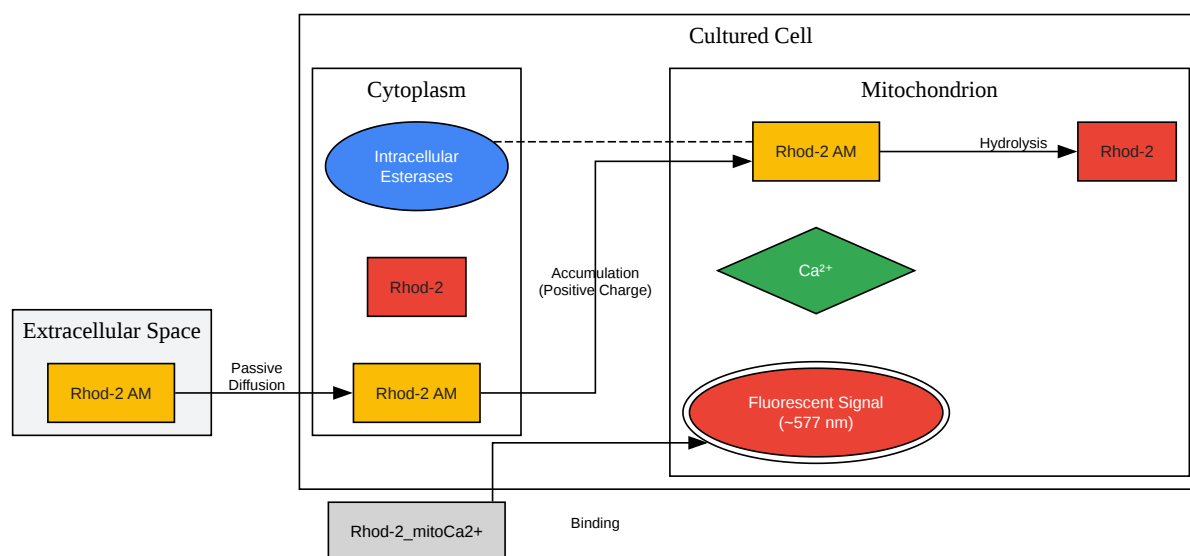 Cultured Cell
Cytoplasm
Mitochondrion
Intracellular
Esterases
Rhod-2 AM
Hydrolysis
Rhod-2
Rhod-2
Accumulation
(Positive Charge)
Ca²⁺
Extracellular Space
Rhod-2 AM
Passive
Diffusion
Rhod-2 AM
Fluorescent Signal
(~577 nm)
Rhod-2_mitoCa2+
Binding